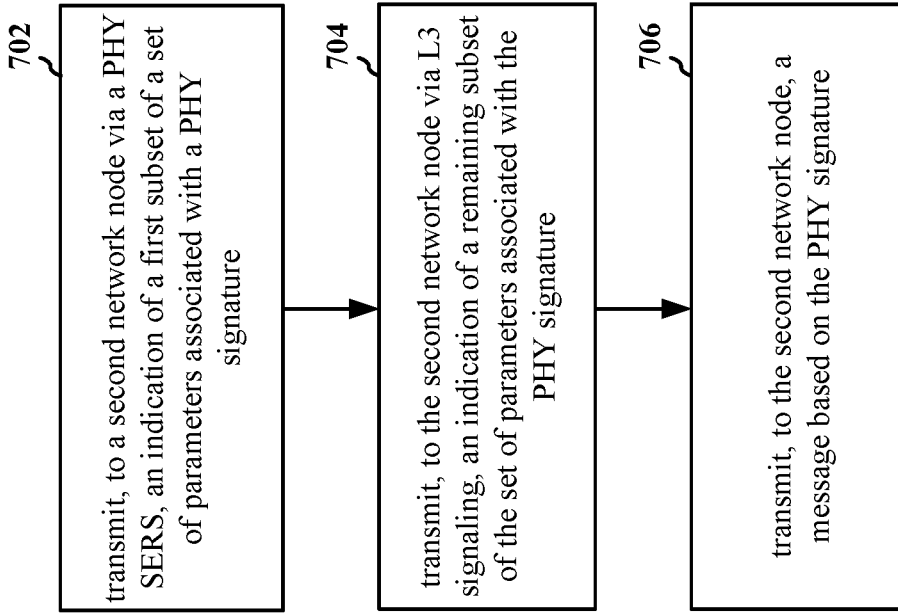 702
transmit, to a second network node via a PHY
SERS, an indication of a first subset of a set
of parameters associated with a PHY
signature
704
transmit, to the second network node via L3
signaling, an indication of a remaining subset
of the set of parameters associated with the
PHY signature
706
transmit, to the second network node, a
message based on the PHY signature